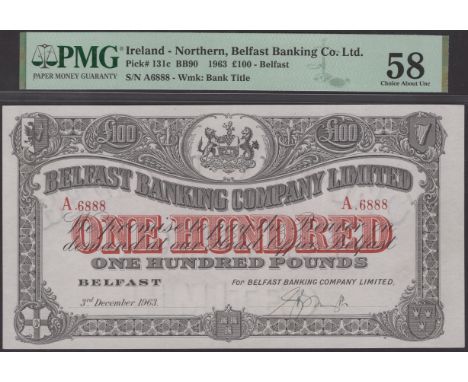 PMG
PAPER MONEY GUARANTY
Ireland - Northern, Belfast Banking Co. Ltd.
Pick# 131c BB90 1963 £100 - Belfast
S/N A6888 - Wmk: Bank Title
58
Choice About Unc
£100 £100
BELFAST BANKING COMPANY LIMITED
A.6888 A.6888
ONE HUNDRED
ONE HUNDRED POUNDS
BELFAST For BELFAST BANKING COMPANY LIMITED,
3rd December 1963.